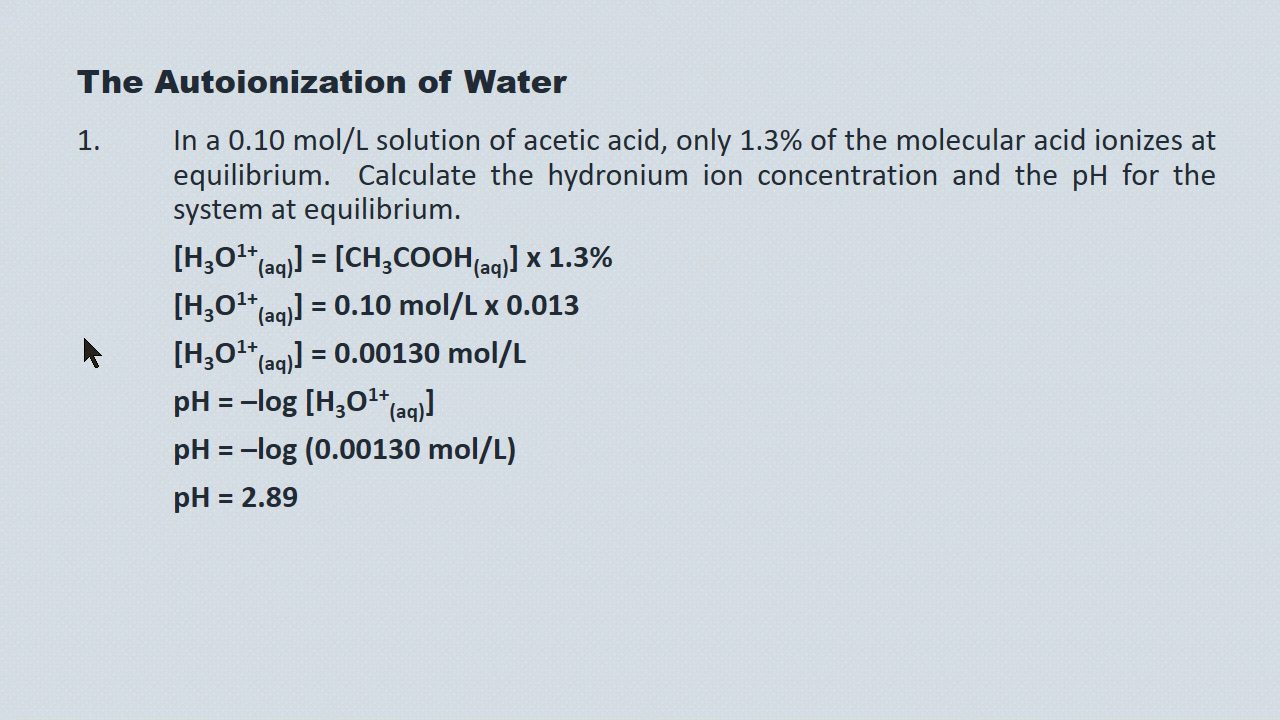 The Autoionization of Water
1. In a 0.10 mol/L solution of acetic acid, only 1.3% of the molecular acid ionizes at
equilibrium. Calculate the hydronium ion concentration and the pH for the
system at equilibrium.
[H₃O¹⁺₍aq₎] = [CH₃COOH₍aq₎] x 1.3%
[H₃O¹⁺₍aq₎] = 0.10 mol/L x 0.013
[H₃O¹⁺₍aq₎] = 0.00130 mol/L
pH = –log [H₃O¹⁺₍aq₎]
pH = –log (0.00130 mol/L)
pH = 2.89